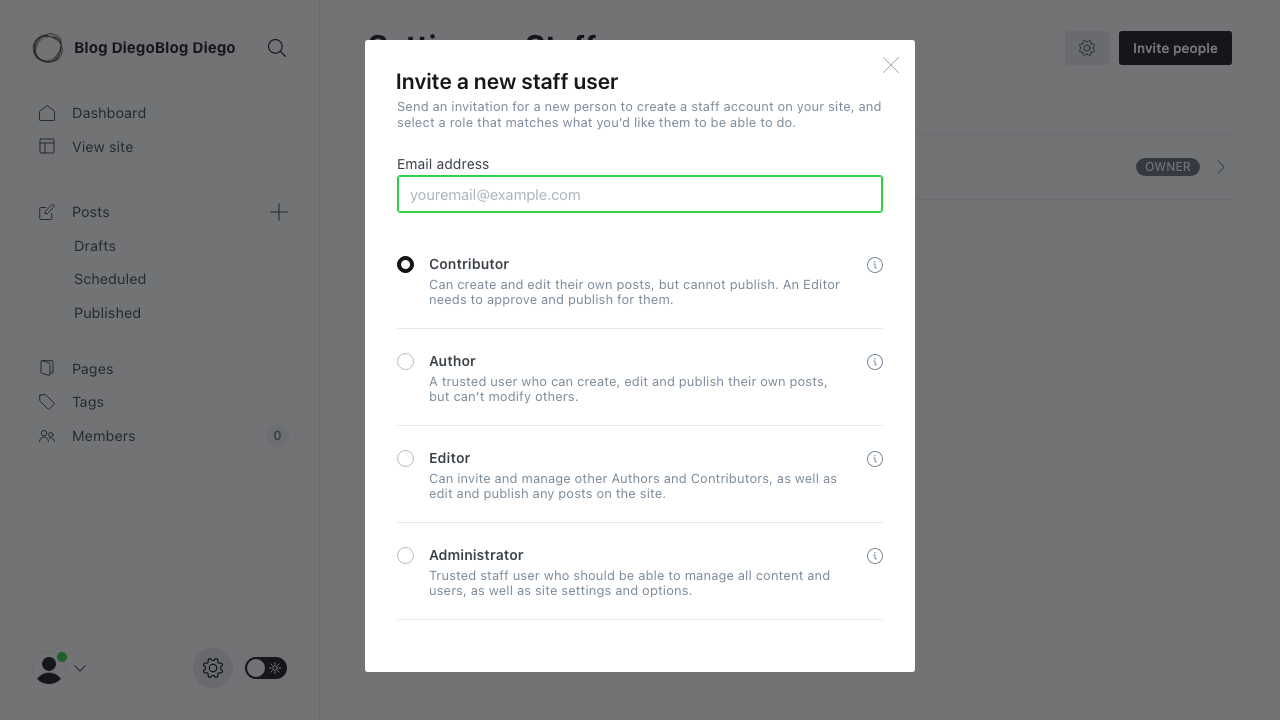 Blog DiegoBlog Diego
Dashboard
View site
Posts
Drafts
Scheduled
Published
Pages
Tags
Members
0
Invite people
OWNER
Invite a new staff user
Send an invitation for a new person to create a staff account on your site, and
select a role that matches what you'd like them to be able to do.
Email address
youremail@example.com
Contributor
Can create and edit their own posts, but cannot publish. An Editor
needs to approve and publish for them.
Author
A trusted user who can create, edit and publish their own posts,
but can't modify others.
Editor
Can invite and manage other Authors and Contributors, as well as
edit and publish any posts on the site.
Administrator
Trusted staff user who should be able to manage all content and
users, as well as site settings and options.